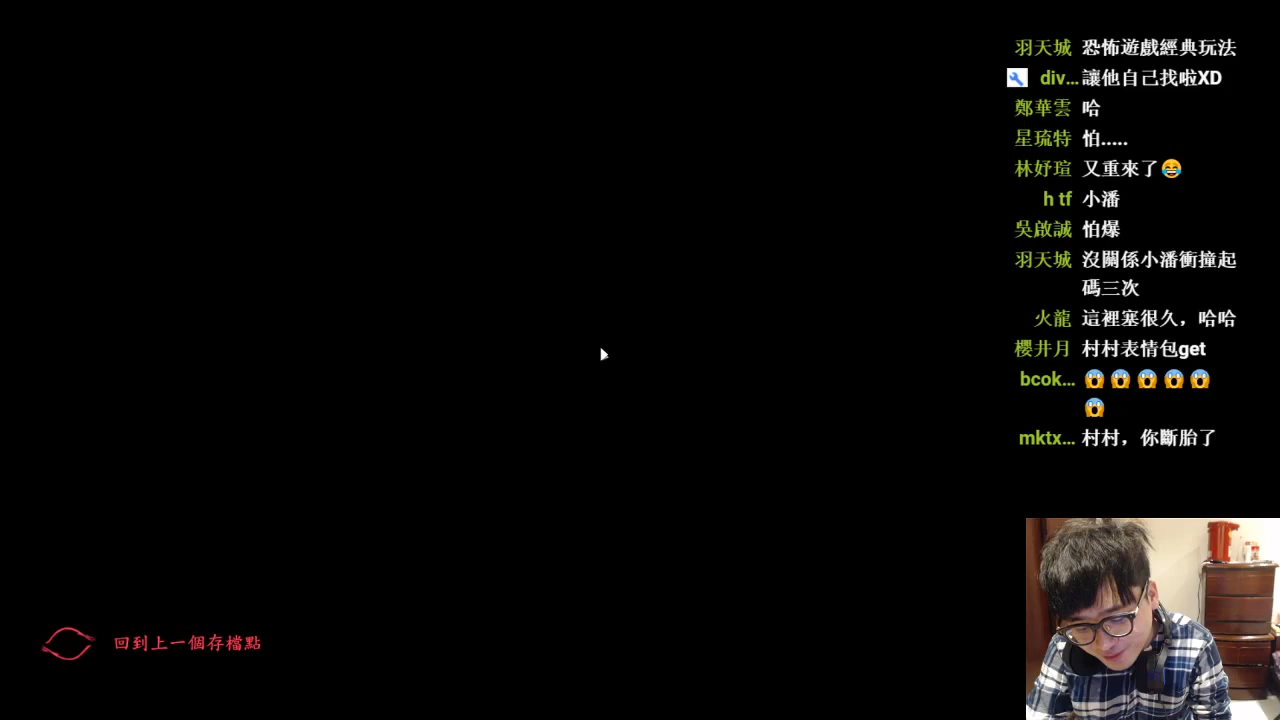 羽天城 恐怖遊戲經典玩法
div... 讓他自己找啦XD
鄭華雲 哈
星琉特 怕.....
林妤瑄 又重來了😂
h tf 小潘
吳啟誠 怕爆
羽天城 沒關係小潘衝撞起
碼三次
火龍 這裡塞很久，哈哈
櫻井月 村村表情包get
bcok... 😱😱😱😱😱
😱
mktx... 村村，你斷胎了
回到上一個存檔點